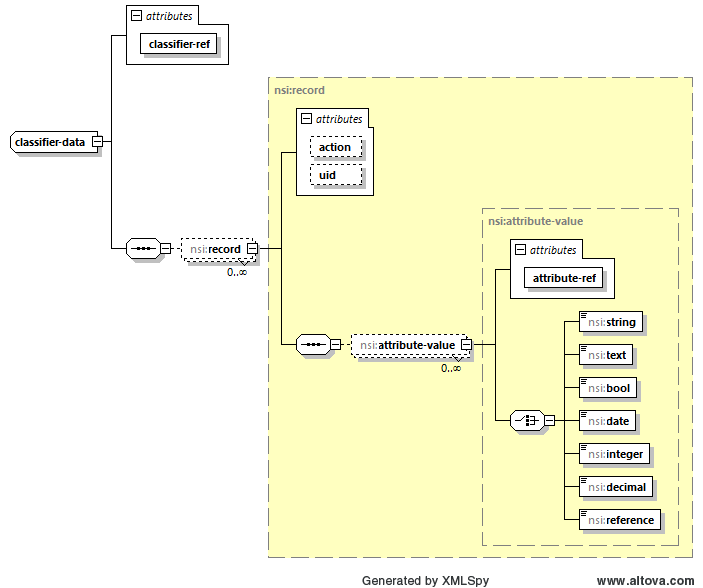 attributes
classifier-ref
nsi:record
attributes
action
uid
classifier-data
nsi:attribute-value
attributes
attribute-ref
nsi:record
0..∞
nsi:string
nsi:attribute-value
0..∞
nsi:text
nsi:bool
nsi:date
nsi:integer
nsi:decimal
nsi:reference
Generated by XMLSpy
www.altova.com